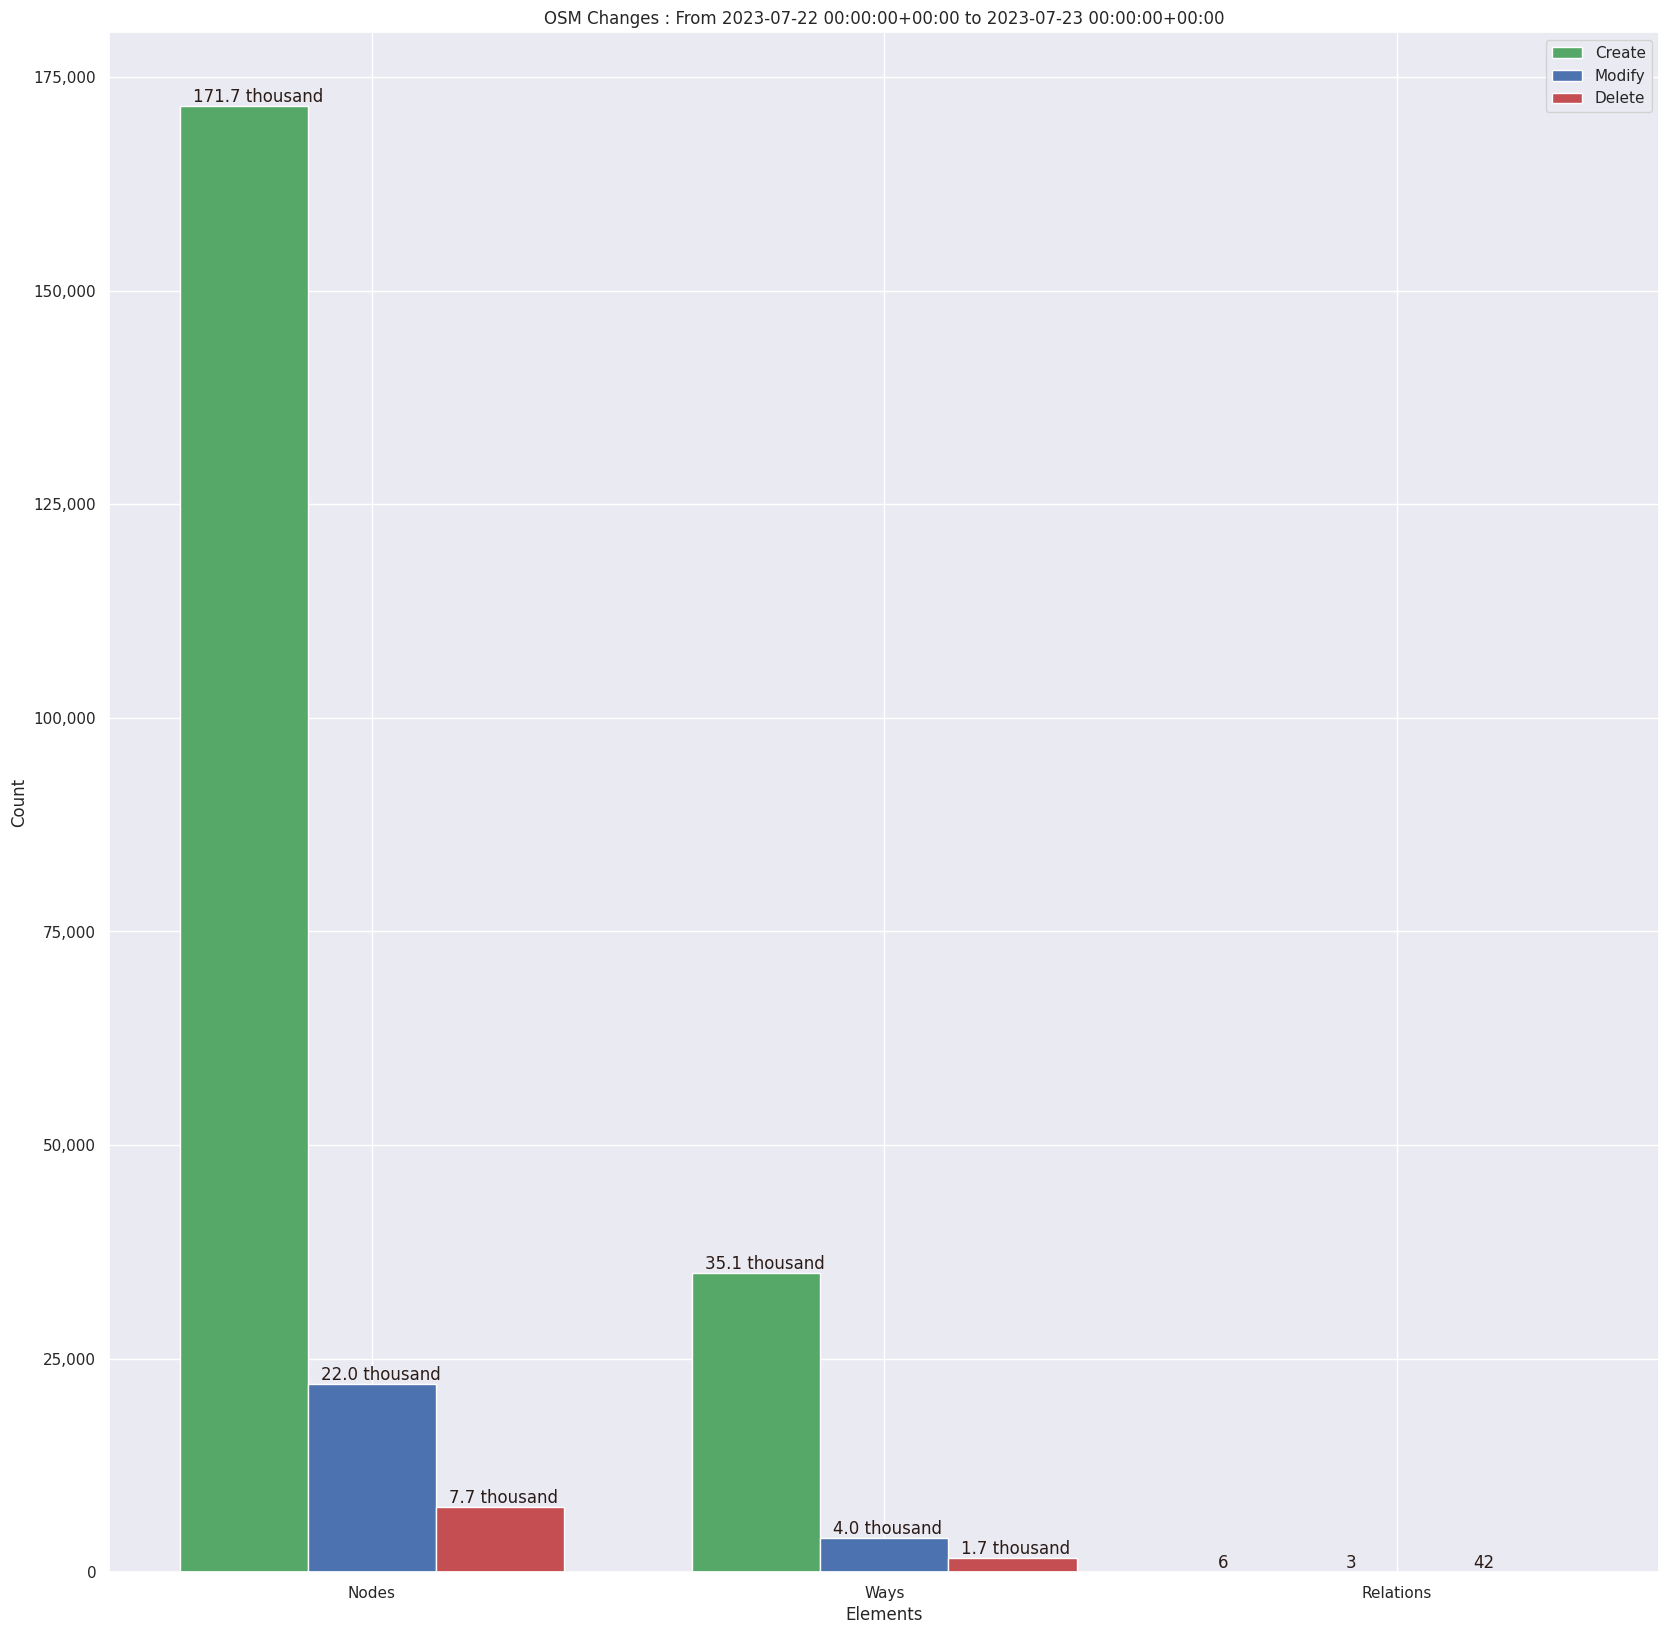 OSM Changes : From 2023-07-22 00:00:00+00:00 to 2023-07-23 00:00:00+00:00
Create
Modify
Delete
175,000
150,000
125,000
100,000
75,000
50,000
25,000
0
Count
171.7 thousand
22.0 thousand
7.7 thousand
35.1 thousand
4.0 thousand
1.7 thousand
6
3
42
Nodes
Ways
Relations
Elements